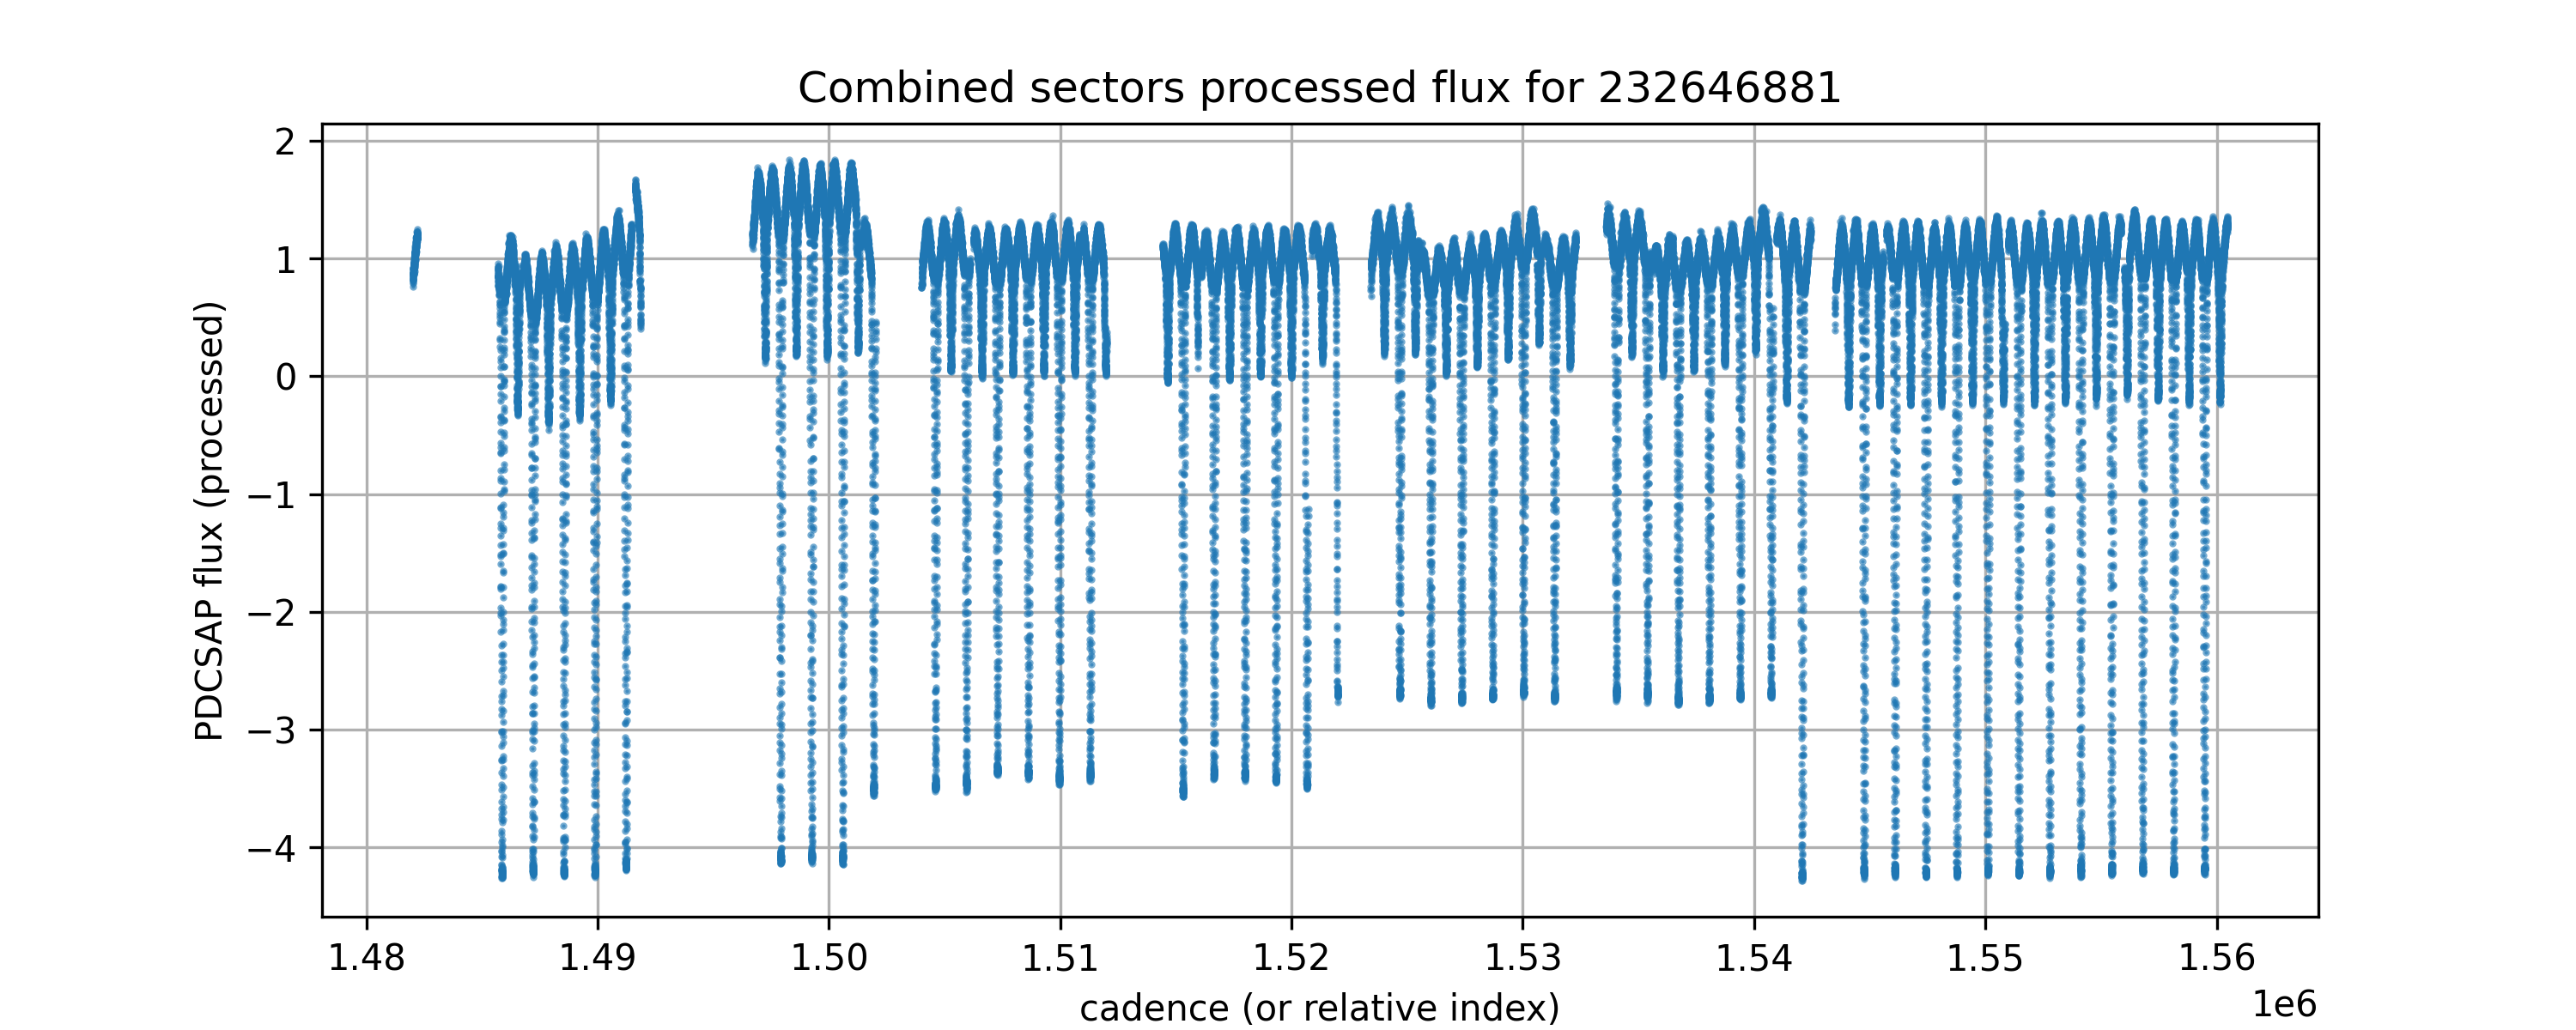 Combined sectors processed flux for 232646881
PDCSAP flux (processed)
2
1
0
−1
−2
−3
−4
1.48 1.49 1.50 1.51 1.52 1.53 1.54 1.55 1.56
1e6
cadence (or relative index)